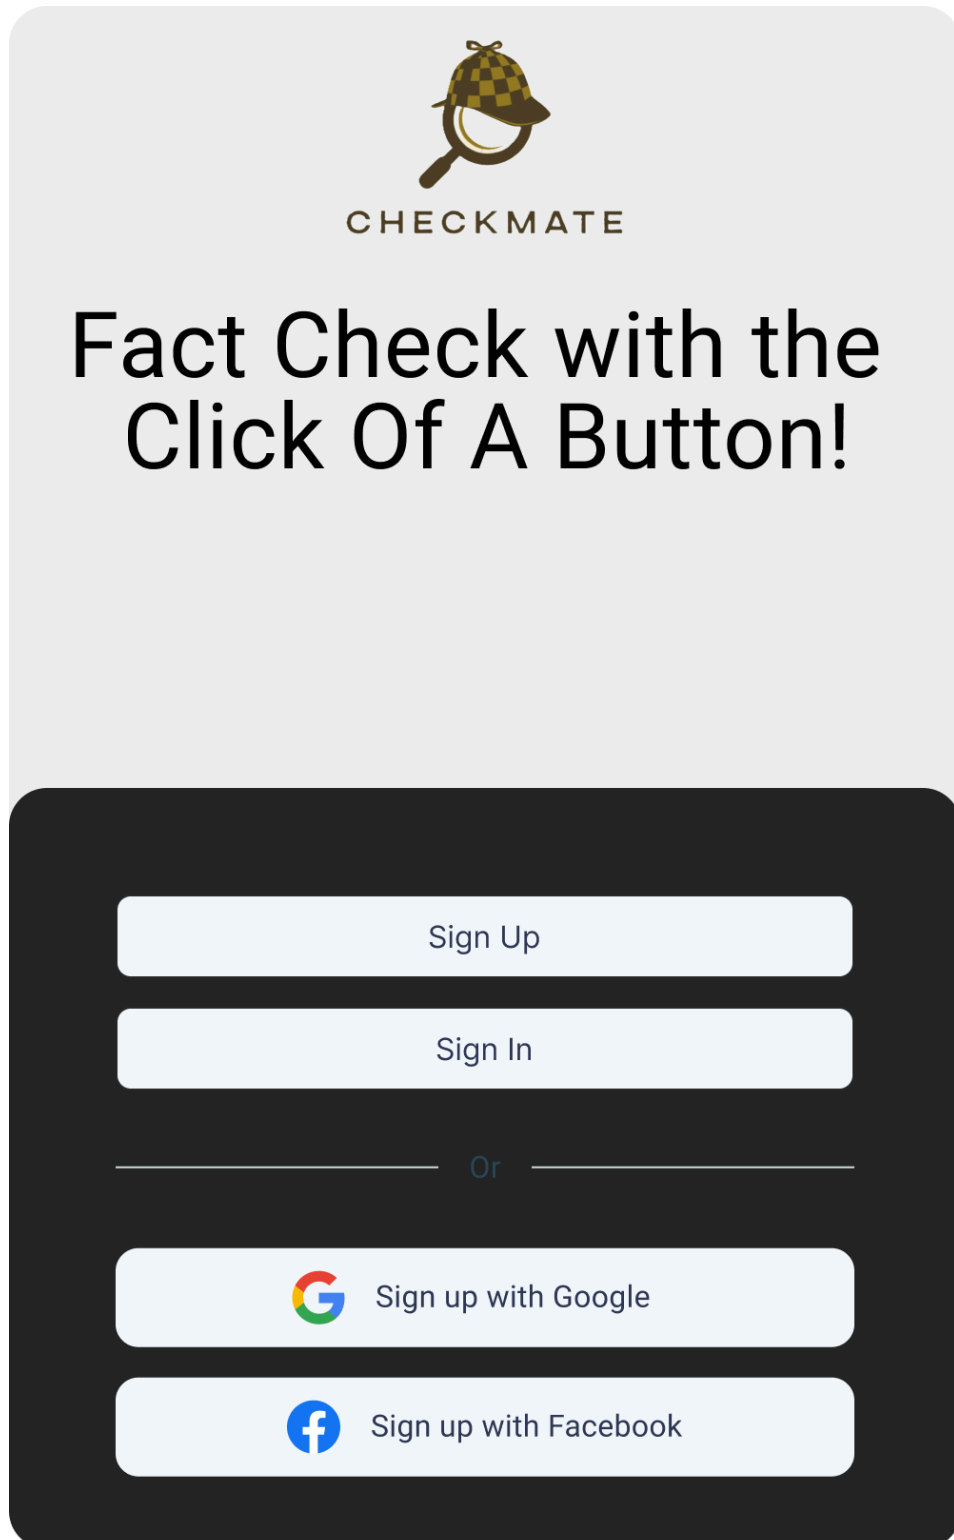 CHECKMATE
Fact Check with the
Click Of A Button!
Sign Up
Sign In
Or
Sign up with Google
Sign up with Facebook